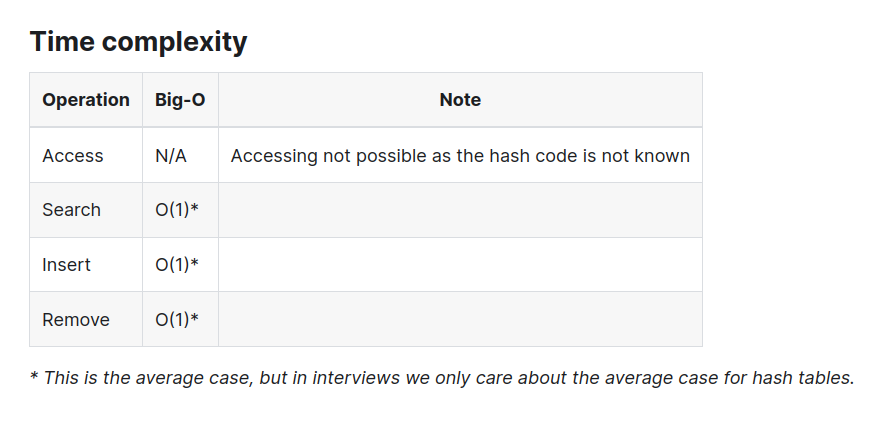 Time complexity
Operation Big-O Note
Access N/A Accessing not possible as the hash code is not known
Search O(1)*
Insert O(1)*
Remove O(1)*
* This is the average case, but in interviews we only care about the average case for hash tables.